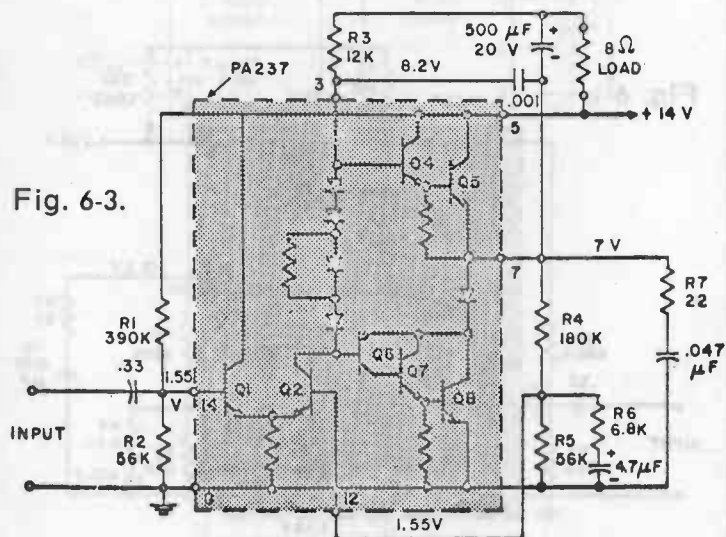 R3
12K
500 µF
20 V
+
-
8Ω
LOAD
PA237
3
8.2V
.001
5
+ 14 V
Q4
Q5
Fig. 6-3.
7
7 V
R7
22
R1
390K
R4
180K
.047
µF
.33
1.55
V
14
Q1
Q2
Q6
Q7
Q8
R6
6.8K
INPUT
R2
56K
R5
56K
+
4.7µF
-
12
1.55V